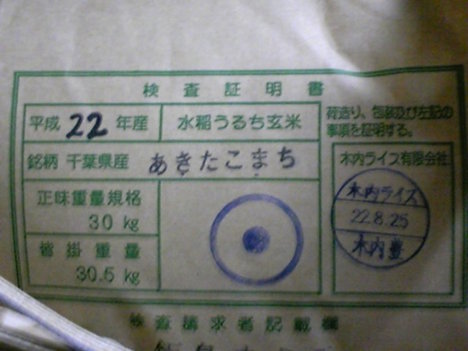 検査証明書
平成 22 年産 水稲うるち玄米
荷造り、包装及び左記の
事項を証明する。
銘柄 千葉県産 あきたこまち
木内ライス有限会社
正味重量規格
30 kg
皆掛重量
30.5 kg
木内ライス
22.8.25
木内 豊
検査請求者記載欄